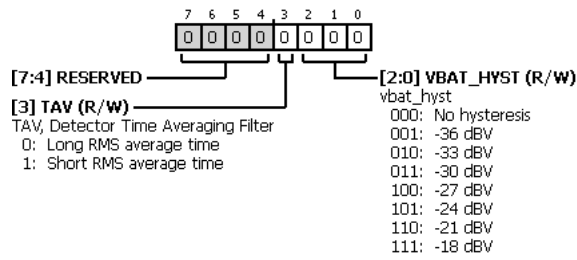 7 6 5 4 3 2 1 0
0 0 0 0 0 0 0 0
[7:4] RESERVED
[3] TAV (R/W)
TAV, Detector Time Averaging Filter
0: Long RMS average time
1: Short RMS average time
[2:0] VBAT_HYST (R/W)
vbat_hyst
000: No hysteresis
001: -36 dBV
010: -33 dBV
011: -30 dBV
100: -27 dBV
101: -24 dBV
110: -21 dBV
111: -18 dBV